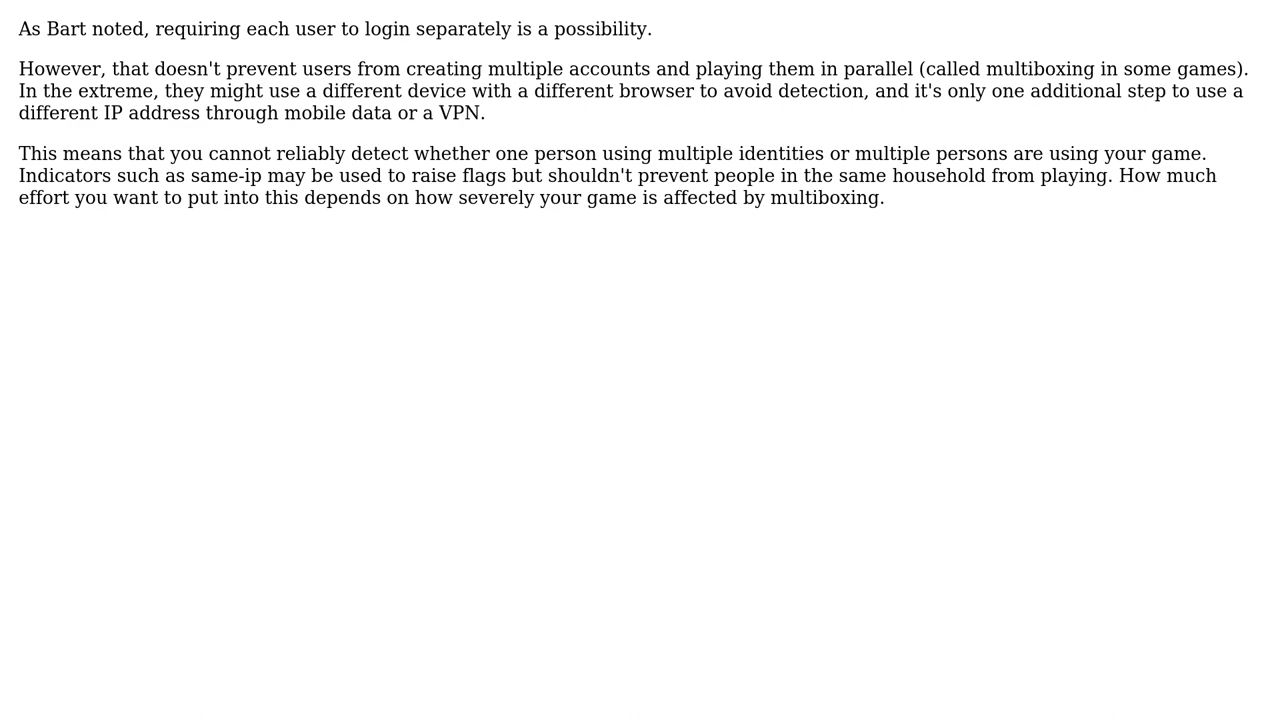 As Bart noted, requiring each user to login separately is a possibility.
However, that doesn't prevent users from creating multiple accounts and playing them in parallel (called multiboxing in some games).
In the extreme, they might use a different device with a different browser to avoid detection, and it's only one additional step to use a
different IP address through mobile data or a VPN.
This means that you cannot reliably detect whether one person using multiple identities or multiple persons are using your game.
Indicators such as same-ip may be used to raise flags but shouldn't prevent people in the same household from playing. How much
effort you want to put into this depends on how severely your game is affected by multiboxing.